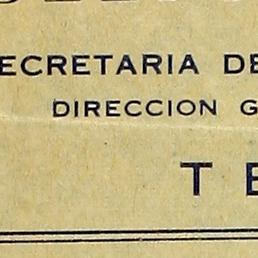 ECRETARIA DE
DIRECCION G
T E